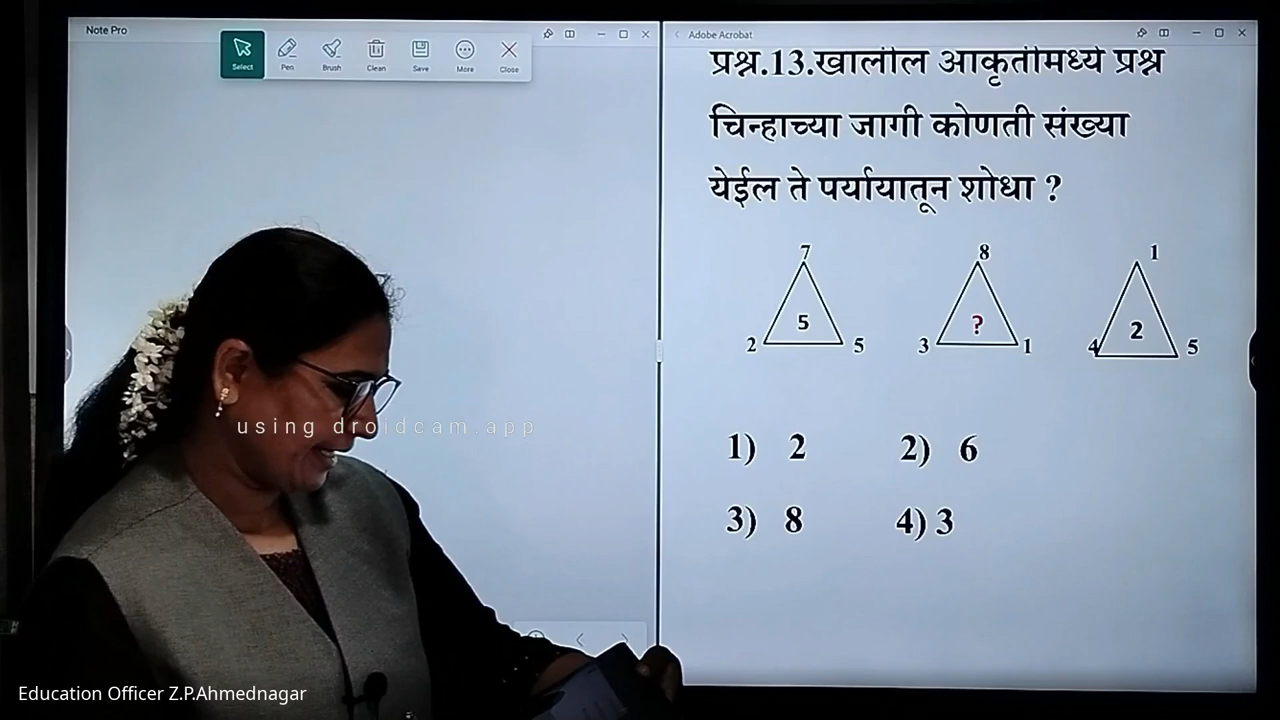 Note Pro
Select Pen Brush Clean Save More Close
Adobe Acrobat
प्रश्न.13.खालील आकृतीमध्ये प्रश्न
चिन्हाच्या जागी कोणती संख्या
येईल ते पर्यायातून शोधा ?
7 8 1
5 ? 2
2 5 3 1 4 5
1) 2 2) 6
3) 8 4) 3
using droidcam.app
Education Officer Z.P.Ahmednagar